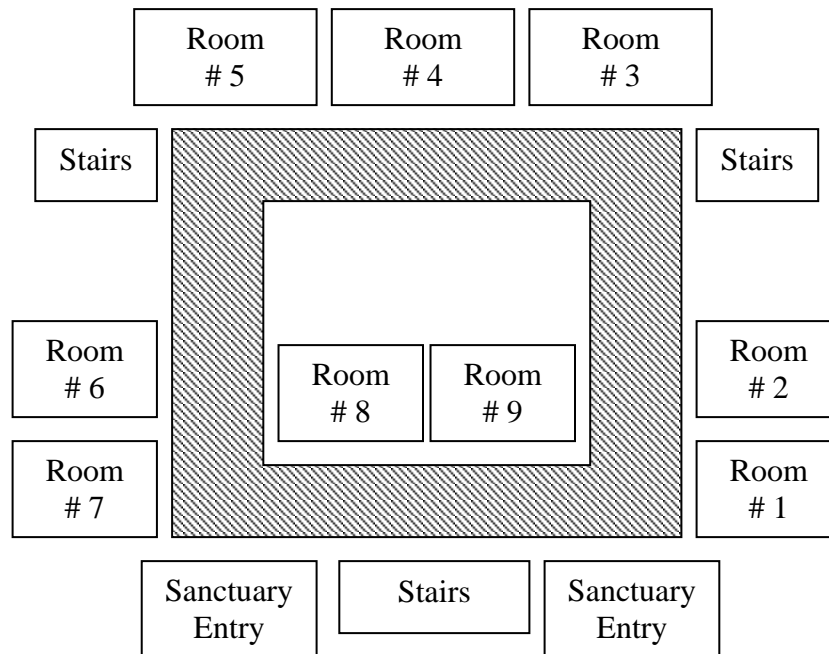 Room
# 5
Room
# 4
Room
# 3
Stairs
Stairs
Room
# 6
Room
# 8
Room
# 9
Room
# 2
Room
# 7
Room
# 1
Sanctuary
Entry
Stairs
Sanctuary
Entry